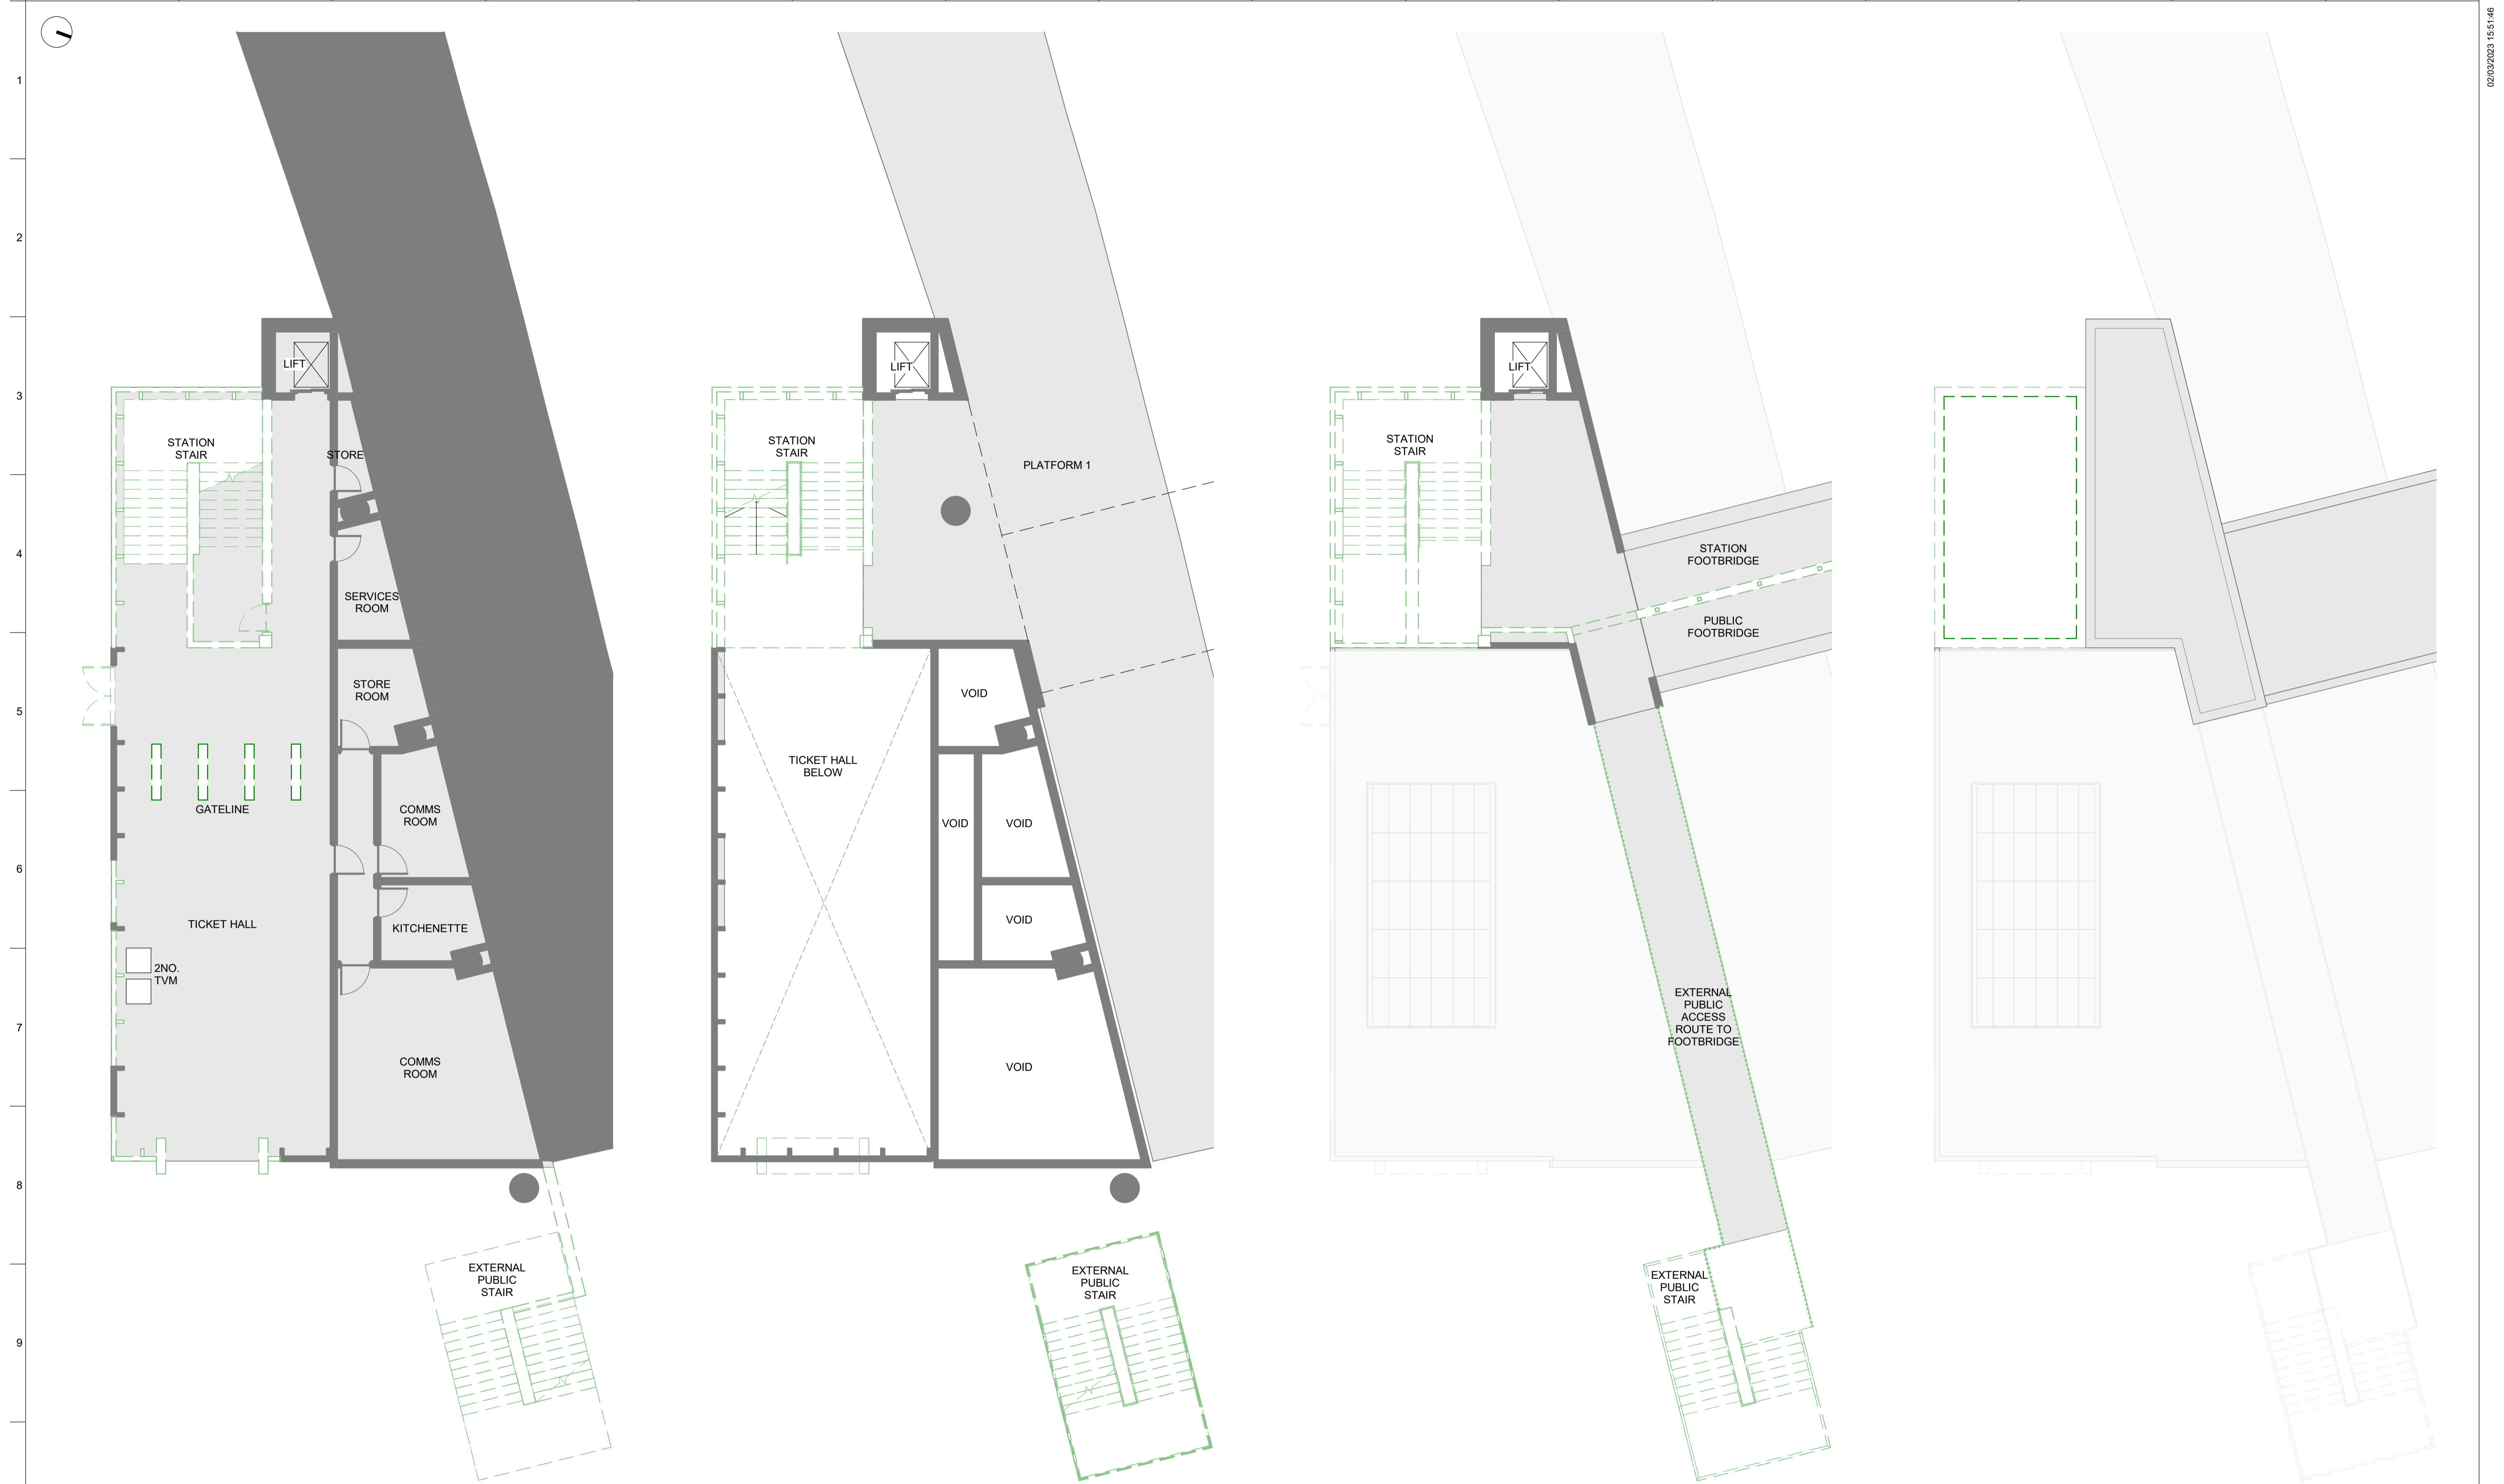 02/03/2023 15:51:46
1
2
3
4
5
6
7
8
9
LIFT
STATION
STAIR
STORE
SERVICES
ROOM
STORE
ROOM
GATELINE
COMMS
ROOM
TICKET HALL
KITCHENETTE
2NO.
TVM
COMMS
ROOM
EXTERNAL
PUBLIC
STAIR
LIFT
STATION
STAIR
PLATFORM 1
VOID
TICKET HALL
BELOW
VOID
VOID
VOID
VOID
EXTERNAL
PUBLIC
STAIR
LIFT
STATION
STAIR
STATION
FOOTBRIDGE
PUBLIC
FOOTBRIDGE
EXTERNAL
PUBLIC
ACCESS
ROUTE TO
FOOTBRIDGE
EXTERNAL
PUBLIC
STAIR